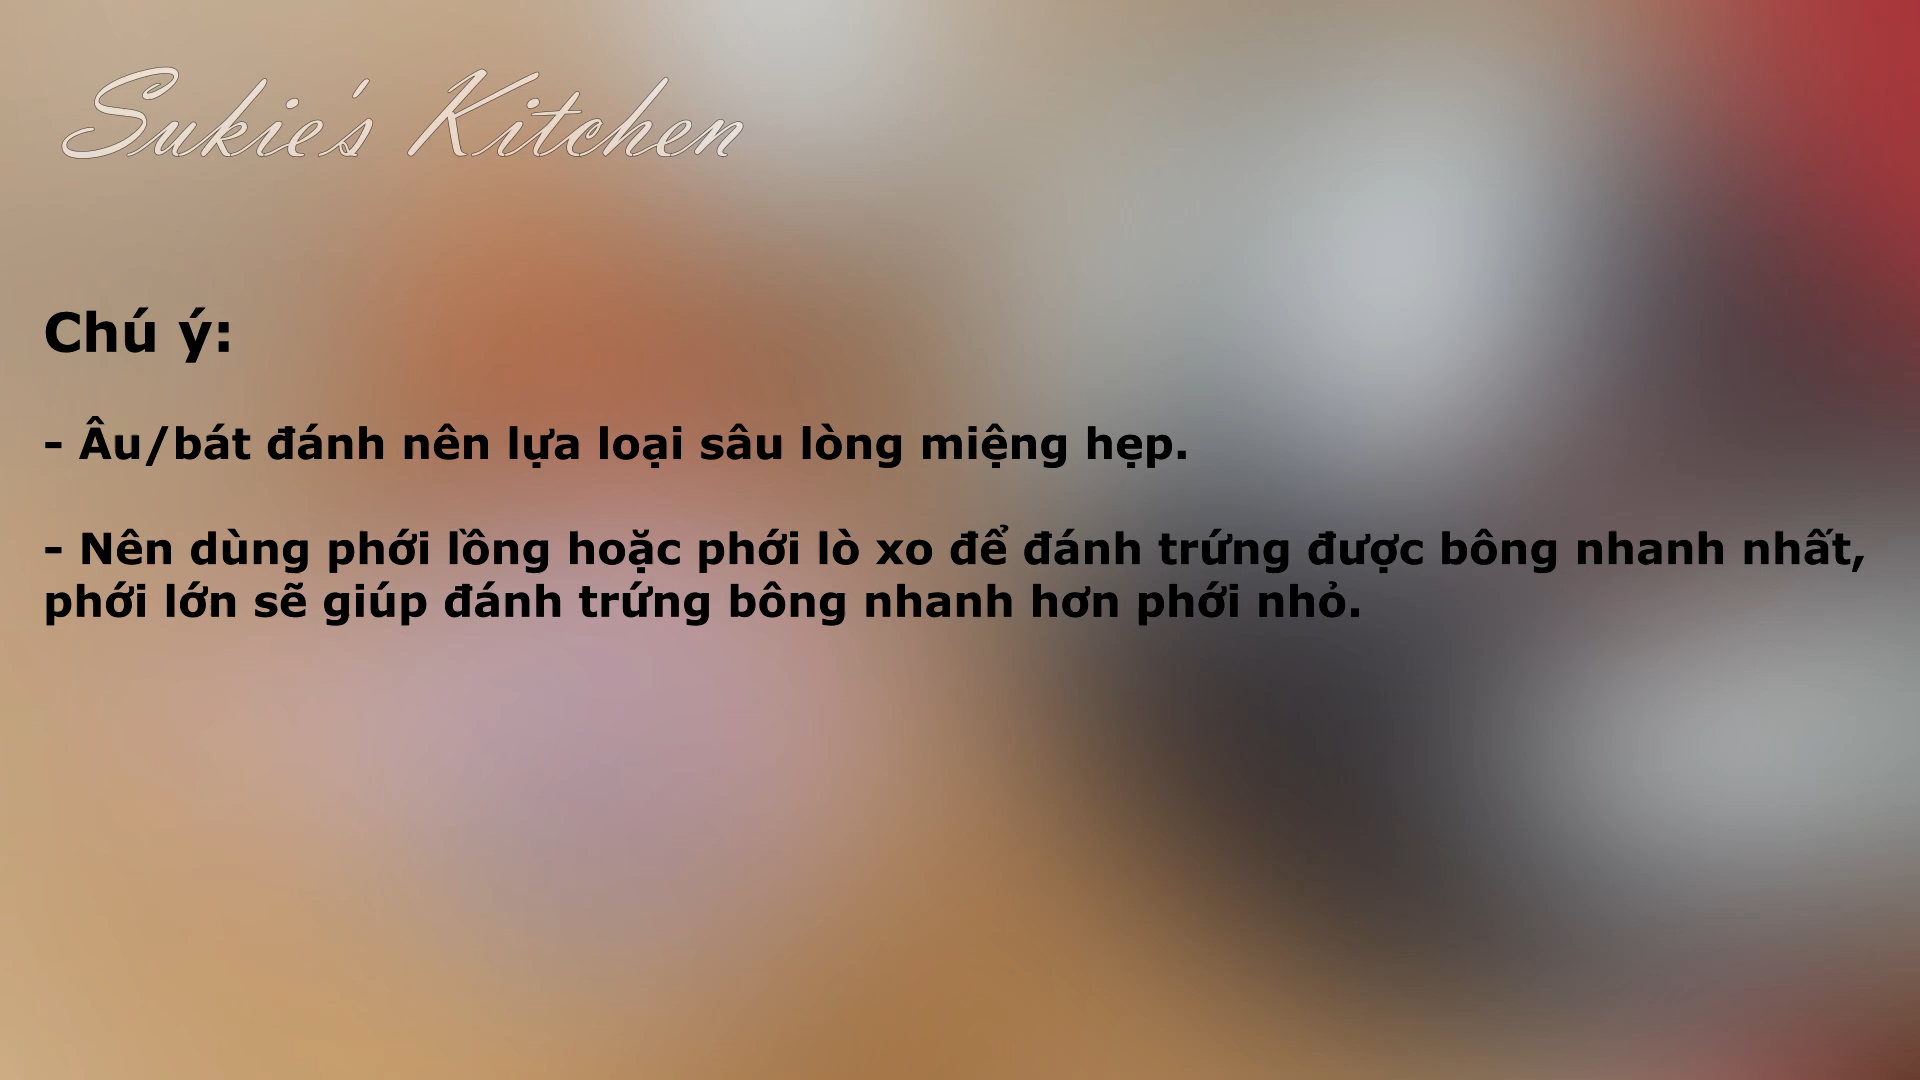 Sukie's Kitchen
Chú ý:
- Âu/bát đánh nên lựa loại sâu lòng miệng hẹp.
- Nên dùng phới lồng hoặc phới lò xo để đánh trứng được bông nhanh nhất,
phới lớn sẽ giúp đánh trứng bông nhanh hơn phới nhỏ.